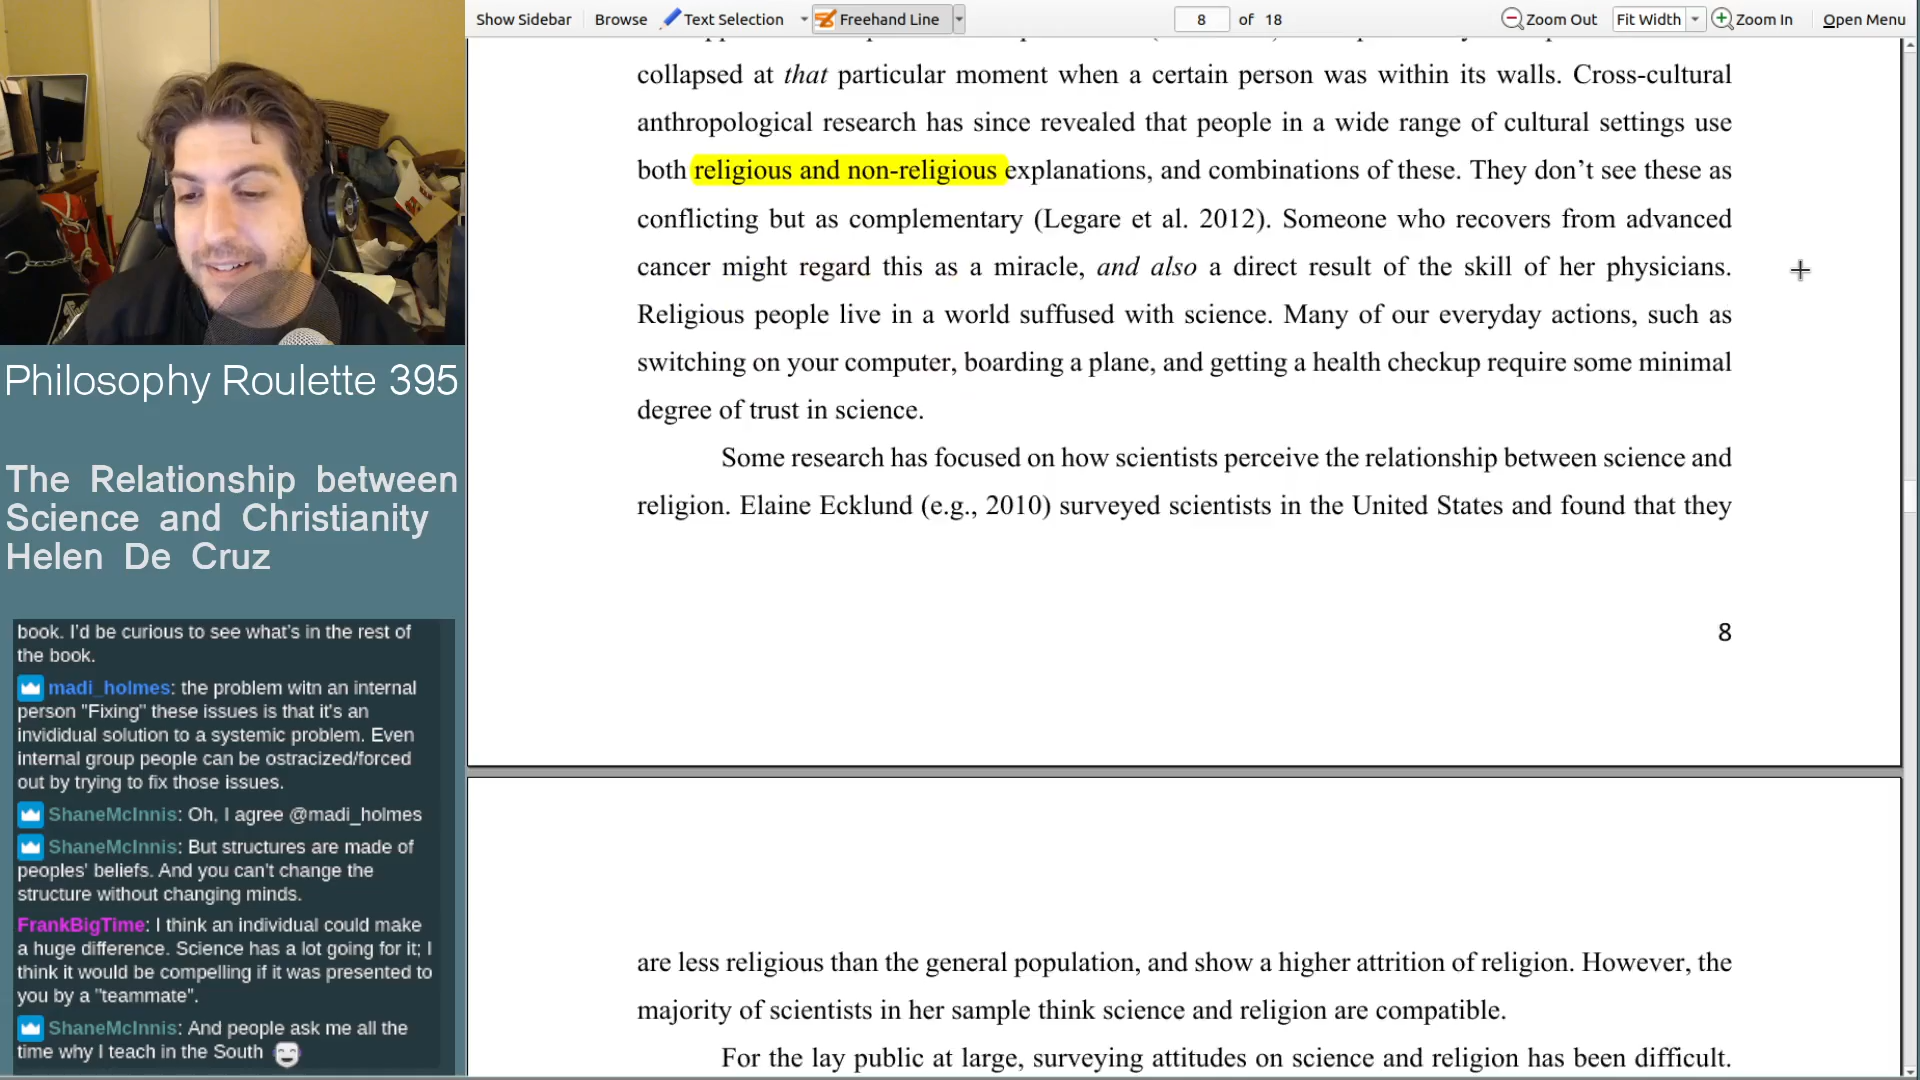 Show Sidebar Browse Text Selection Freehand Line 8 of 18 Zoom Out Fit Width Zoom In Open Menu
collapsed at that particular moment when a certain person was within its walls. Cross-cultural
anthropological research has since revealed that people in a wide range of cultural settings use
both religious and non-religious explanations, and combinations of these. They don’t see these as
conflicting but as complementary (Legare et al. 2012). Someone who recovers from advanced
cancer might regard this as a miracle, and also a direct result of the skill of her physicians.
Religious people live in a world suffused with science. Many of our everyday actions, such as
switching on your computer, boarding a plane, and getting a health checkup require some minimal
degree of trust in science.
Some research has focused on how scientists perceive the relationship between science and
religion. Elaine Ecklund (e.g., 2010) surveyed scientists in the United States and found that they
8
are less religious than the general population, and show a higher attrition of religion. However, the
majority of scientists in her sample think science and religion are compatible.
For the lay public at large, surveying attitudes on science and religion has been difficult.
Philosophy Roulette 395
The Relationship between
Science and Christianity
Helen De Cruz
book. I’d be curious to see what’s in the rest of
the book.
madi_holmes: the problem witn an internal
person "Fixing" these issues is that it's an
invididual solution to a systemic problem. Even
internal group people can be ostracized/forced
out by trying to fix those issues.
ShaneMcInnis: Oh, I agree @madi_holmes
ShaneMcInnis: But structures are made of
peoples' beliefs. And you can't change the
structure without changing minds.
FrankBigTime: I think an individual could make
a huge difference. Science has a lot going for it; I
think it would be compelling if it was presented to
you by a "teammate".
ShaneMcInnis: And people ask me all the
time why I teach in the South